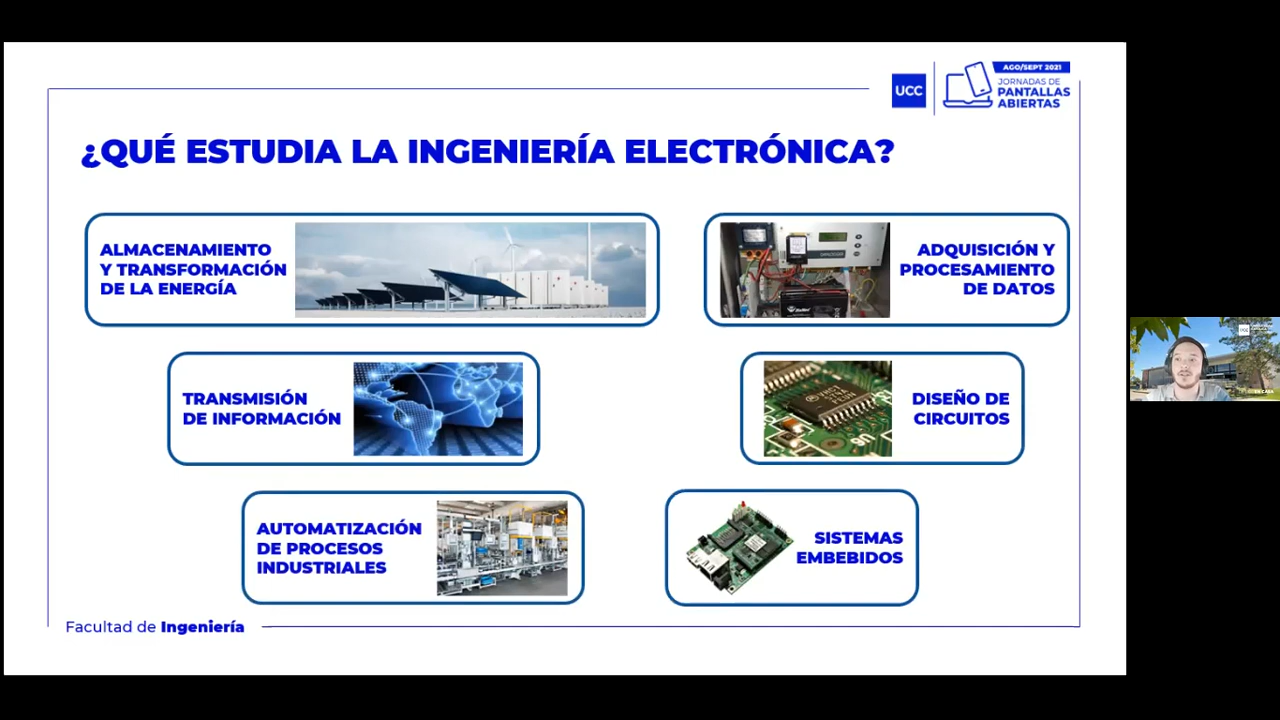 UCC
AGO/SEPT 2021
JORNADAS DE
PANTALLAS
ABIERTAS
¿QUÉ ESTUDIA LA INGENIERÍA ELECTRÓNICA?
ALMACENAMIENTO
Y TRANSFORMACIÓN
DE LA ENERGÍA
ADQUISICIÓN Y
PROCESAMIENTO
DE DATOS
TRANSMISIÓN
DE INFORMACIÓN
DISEÑO DE
CIRCUITOS
AUTOMATIZACIÓN
DE PROCESOS
INDUSTRIALES
SISTEMAS
EMBEBIDOS
Facultad de Ingeniería
UCC